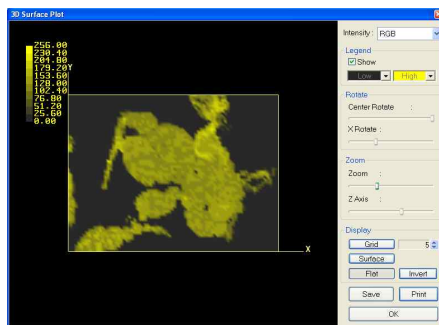 3D Surface Plot
256.00
230.40
204.80
179.20Y
153.60
128.00
102.40
76.80
51.20
25.60
0.00
X
Intensity : RGB
Legend
Show
Low
High
Rotate
Center Rotate :
X Rotate :
Zoom
Zoom :
Z Axis :
Display
Grid 5
Surface
Flat Invert
Save Print
OK